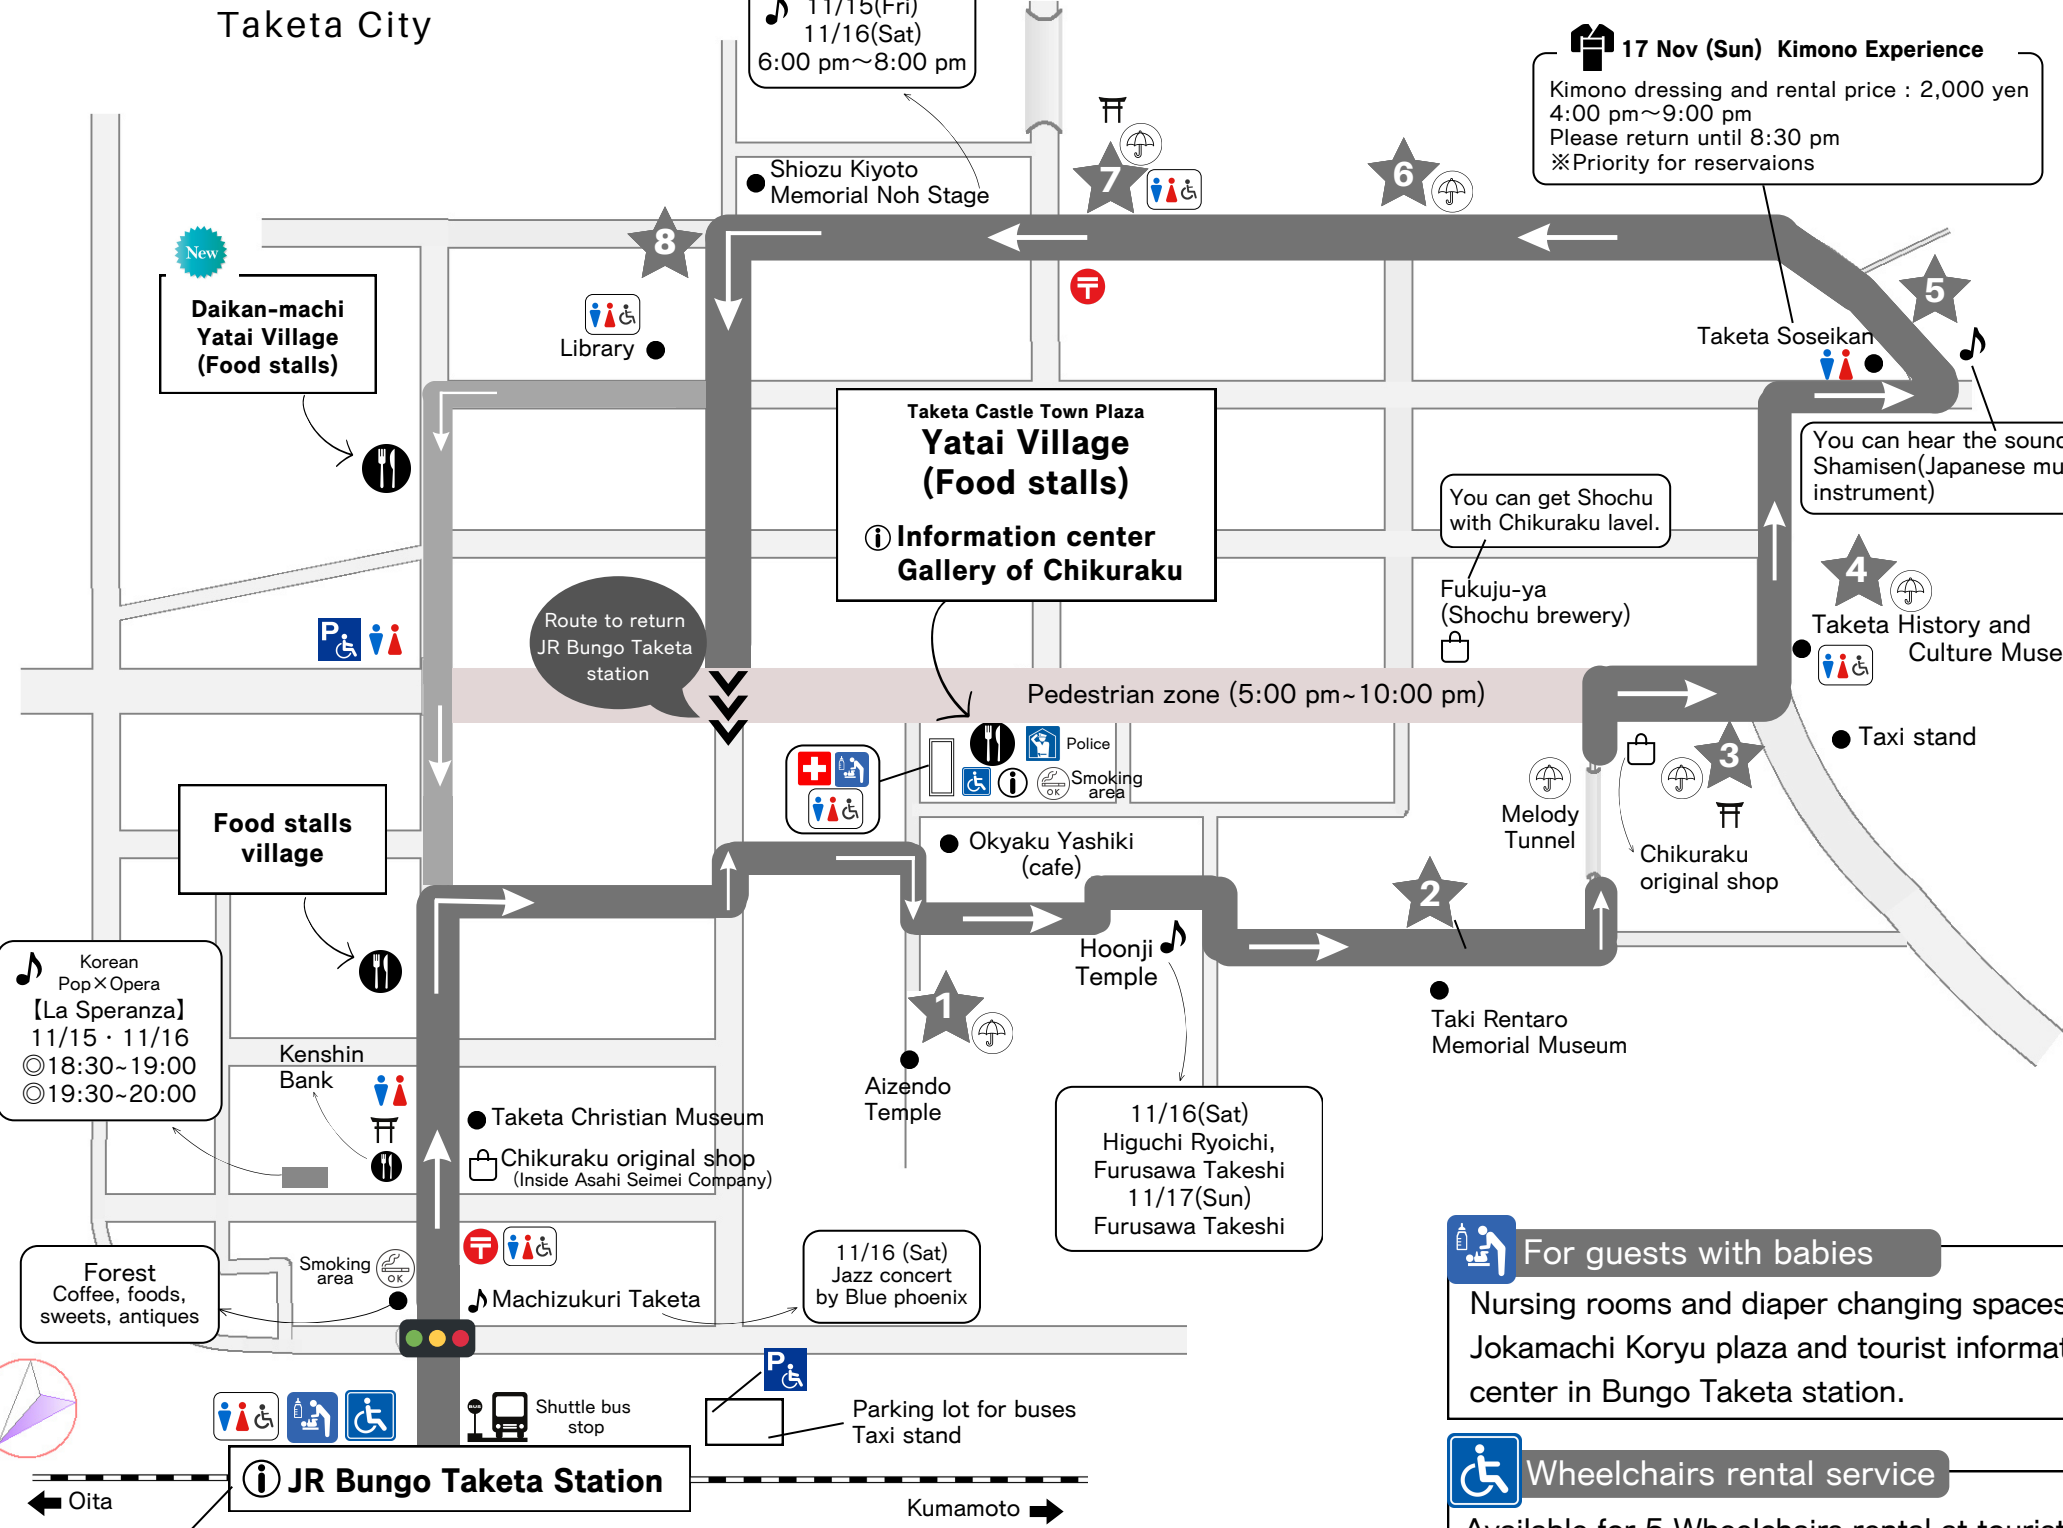 Taketa City
11/15(Fri)
11/16(Sat)
6:00 pm～8:00 pm
17 Nov (Sun) Kimono Experience
Kimono dressing and rental price : 2,000 yen
4:00 pm～9:00 pm
Please return until 8:30 pm
※Priority for reservaions
Shiozu Kiyoto
Memorial Noh Stage
7
6
8
5
New
Daikan-machi
Yatai Village
(Food stalls)
Library
〒
Taketa Soseikan
Taketa Castle Town Plaza
Yatai Village
(Food stalls)
i Information center
Gallery of Chikuraku
You can hear the sound
Shamisen(Japanese
instrument)
You can get Shochu
with Chikuraku lavel.
Fukuju-ya
(Shochu brewery)
4
Taketa History and
Culture
P
Route to return
JR Bungo Taketa
station
Pedestrian zone (5:00 pm~10:00 pm)
Taxi stand
Police
i
OK
Smoking
area
3
Melody
Tunnel
Chikuraku
original shop
Food stalls
village
Okyaku Yashiki
(cafe)
2
Hoonji
Temple
1
Taki Rentaro
Memorial Museum
Aizendo
Temple
Korean
Pop×Opera
【La Speranza】
11/15・11/16
◎18:30~19:00
◎19:30~20:00
Kenshin
Bank
Taketa Christian Museum
Chikuraku original shop
(Inside Asahi Seimei Company)
11/16(Sat)
Higuchi Ryoichi,
Furusawa Takeshi
11/17(Sun)
Furusawa Takeshi
〒
Smoking
area
OK
Forest
Coffee, foods,
sweets, antiques
Machizukuri Taketa
11/16 (Sat)
Jazz concert
by Blue phoenix
For guests with babies
Nursing rooms and diaper changing spaces
Jokamachi Koryu plaza and tourist
center in Bungo Taketa station.
BUS
Shuttle bus
stop
P
Parking lot for buses
Taxi stand
i JR Bungo Taketa Station
Oita
Kumamoto
Wheelchairs rental service
Available for 5 Wheelchairs rental at tourist